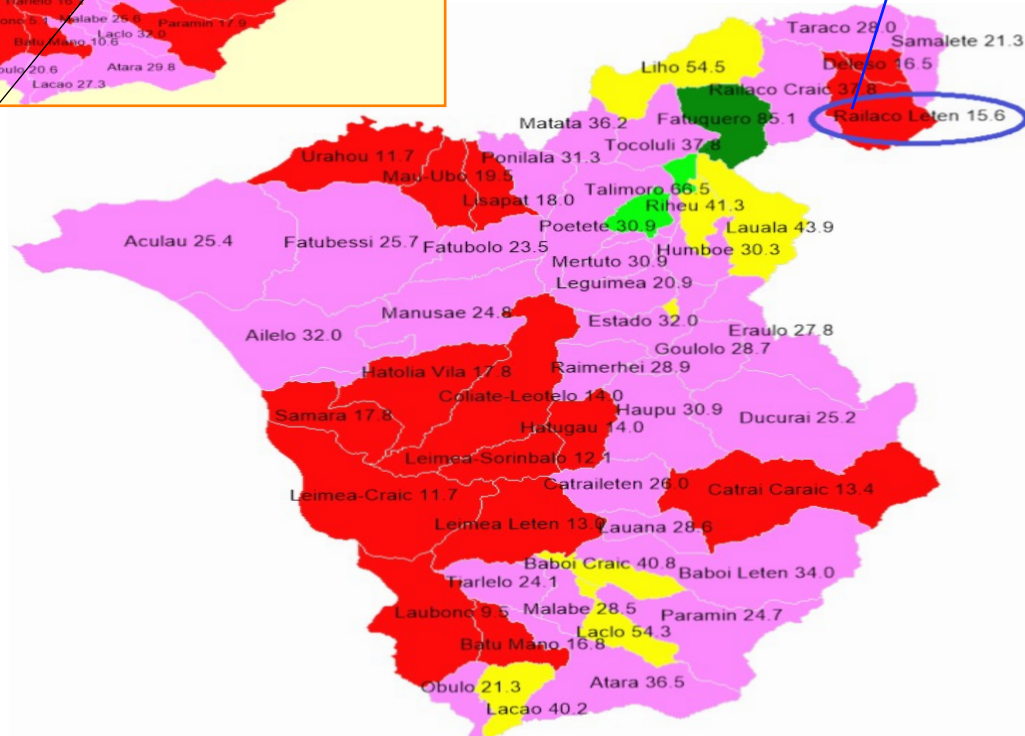 Malabe 25.6
Paramin 17.9
Laclo 32.0
Batu Mano 10.6
Atara 29.8
Lacao 27.3
Taraco 28.0
Samalete 21.3
Liho 54.5
Deleso 16.5
Railaco Craic 37.8
Matata 36.2
Fatuquero 85.1
Railaco Leten 15.6
Tocoluli 37.8
Urahou 11.7
Ponilala 31.3
Mau-Ubo 19.5
Talimoro 66.5
Lisapat 18.0
Riheu 41.3
Poetete 30.9
Lauala 43.9
Aculau 25.4
Fatubessi 25.7
Fatubolo 23.5
Humboe 30.3
Mertuto 30.9
Leguimea 20.9
Manusae 24.8
Estado 32.0
Ailelo 32.0
Eraulo 27.8
Goulolo 28.7
Raimerhei 28.9
Hatolia Vila 17.8
Coliate-Leotelo 14.0
Haupu 30.9
Samara 17.8
Ducurai 25.2
Hatugau 14.0
Leimea-Sorinbalo 12.1
Catraileten 26.0
Leimea-Craic 11.7
Catrai Caraic 13.4
Leimea Leten 13.0
Lauana 28.6
Baboi Craic 40.8
Baboi Leten 34.0
Tiarlelo 24.1
Laubono 9.5
Malabe 28.5
Paramin 24.7
Laclo 54.3
Batu Mano 16.8
Obulo 21.3
Atara 36.5
Lacao 40.2